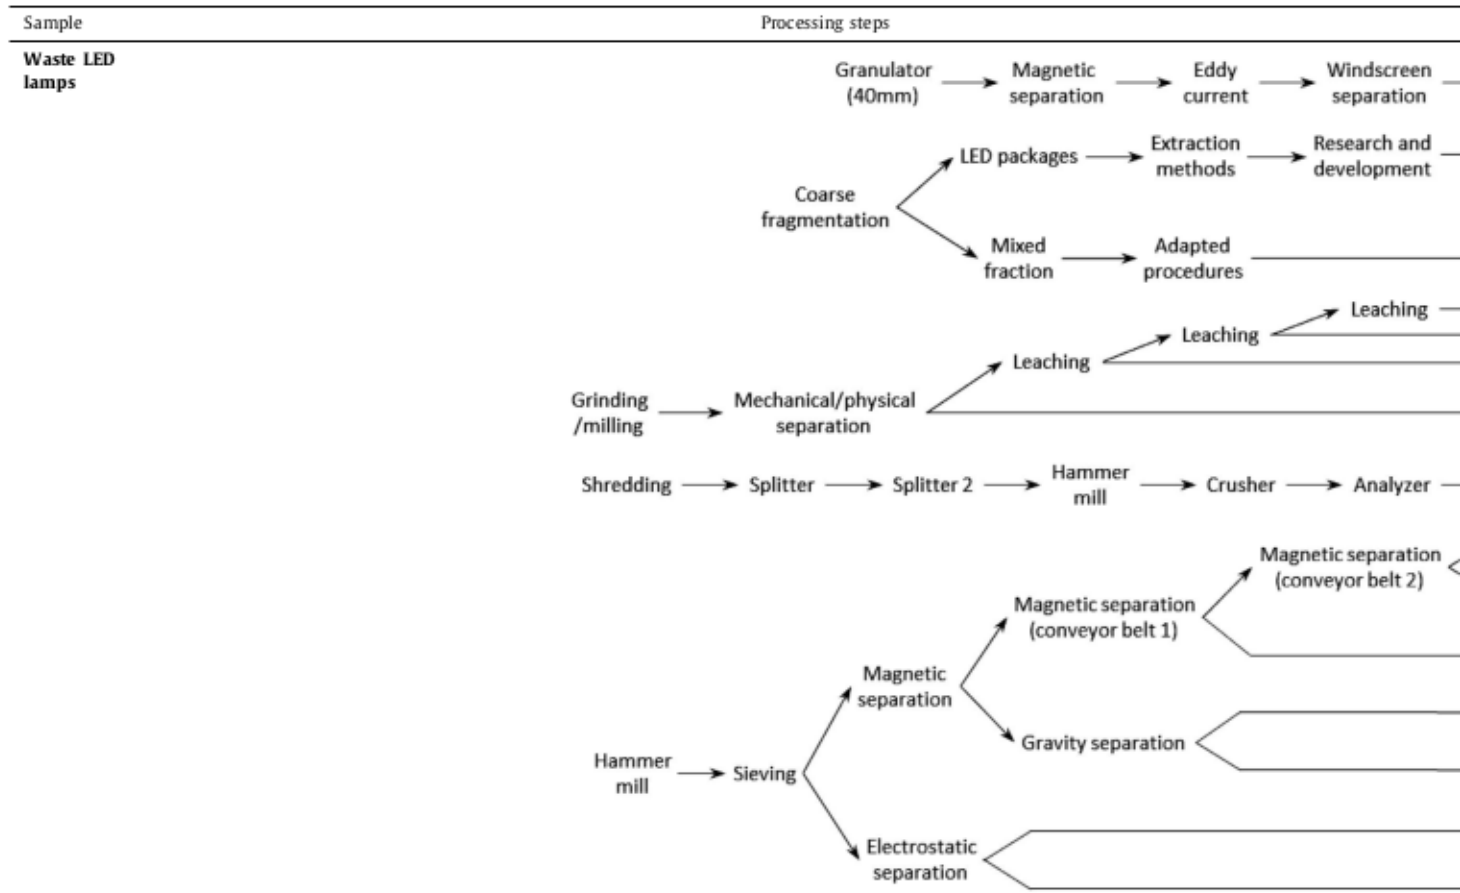 Sample
Processing steps
Waste LED
lamps
Granulator
(40mm)
Magnetic
separation
Eddy
current
Windscreen
separation
LED packages
Extraction
methods
Research and
development
Coarse
fragmentation
Mixed
fraction
Adapted
procedures
Leaching
Leaching
Leaching
Grinding
/milling
Mechanical/physical
separation
Shredding
Splitter
Splitter 2
Hammer
mill
Crusher
Analyzer
Magnetic separation
(conveyor belt 2)
Magnetic separation
(conveyor belt 1)
Magnetic
separation
Gravity separation
Hammer
mill
Sieving
Electrostatic
separation